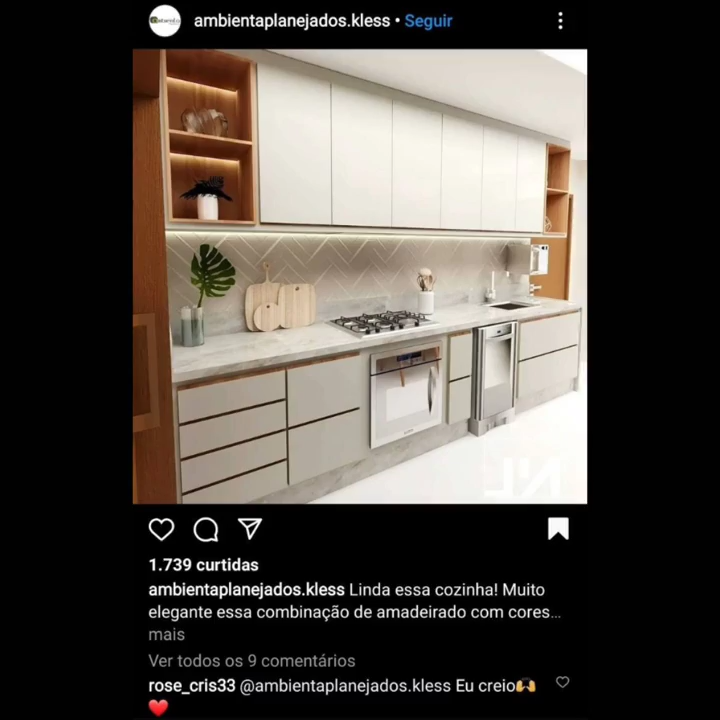 ambientaplanejados.kless • Seguir
1.739 curtidas
ambientaplanejados.kless Linda essa cozinha! Muito
elegante essa combinação de amadeirado com cores...
mais
Ver todos os 9 comentários
rose_cris33 @ambientaplanejados.kless Eu creio🙌
❤️